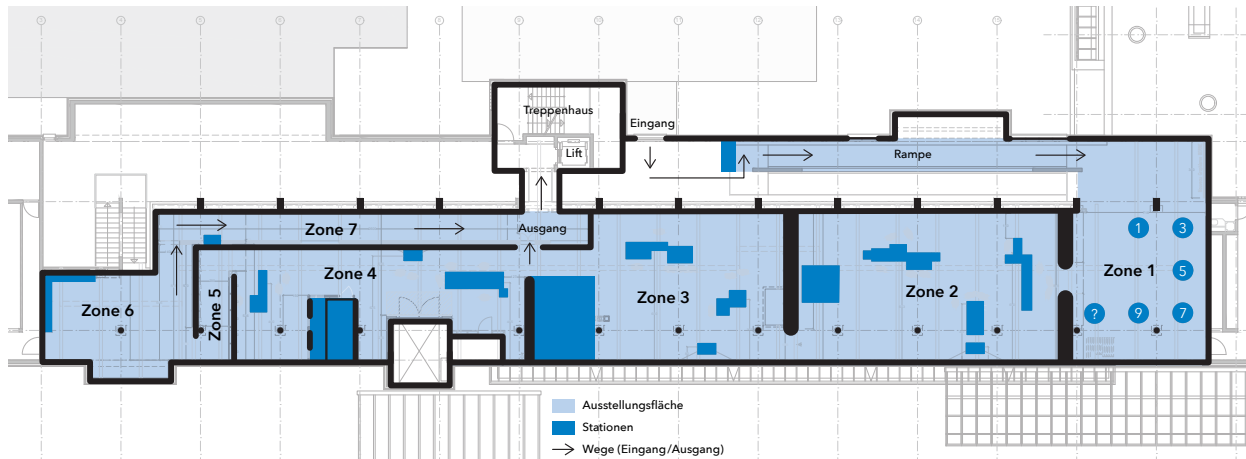 Treppenhaus
Eingang
Lift
Rampe
Zone 7
Ausgang
1
3
Zone 4
5
Zone 1
Zone 3
Zone 2
Zone 6
Zone 5
?
9
7
Ausstellungsfläche
Stationen
Wege (Eingang/Ausgang)